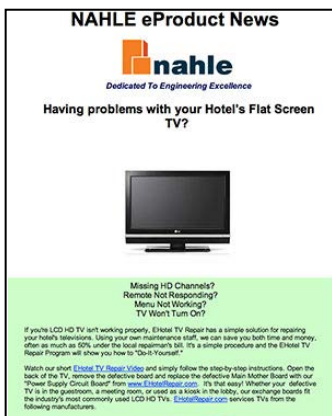 NAHLE eProduct News
nahle
Dedicated To Engineering Excellence
Having problems with your Hotel's Flat Screen
TV?
Missing HD Channels?
Remote Not Responding?
Menu Not Working?
TV Won't Turn On?
If you're LCD HD TV isn't working properly, EHotel TV Repair has a simple solution for repairing
your hotel's televisions. Using your own maintenance staff, we can save you both time and money,
often as much as 50% under the local repairman's bill. It's a simple procedure and the EHotel TV
Repair Program will show you how to "Do-It-Yourself."
Watch our short EHotel TV Repair Video and simply follow the step-by-step instructions. Open the
back of the TV, remove the defective board and replace the defective Main Mother Board with our
"Power Supply Circuit Board" from www.EHotelRepair.com. It's that easy! Whether your defective
TV is in the guestroom, a meeting room, or used as a kiosk in the lobby, our exchange boards fit
the industry's most commonly used LCD HD TVs. EHotelRepair.com services TVs from the
following manufacturers.